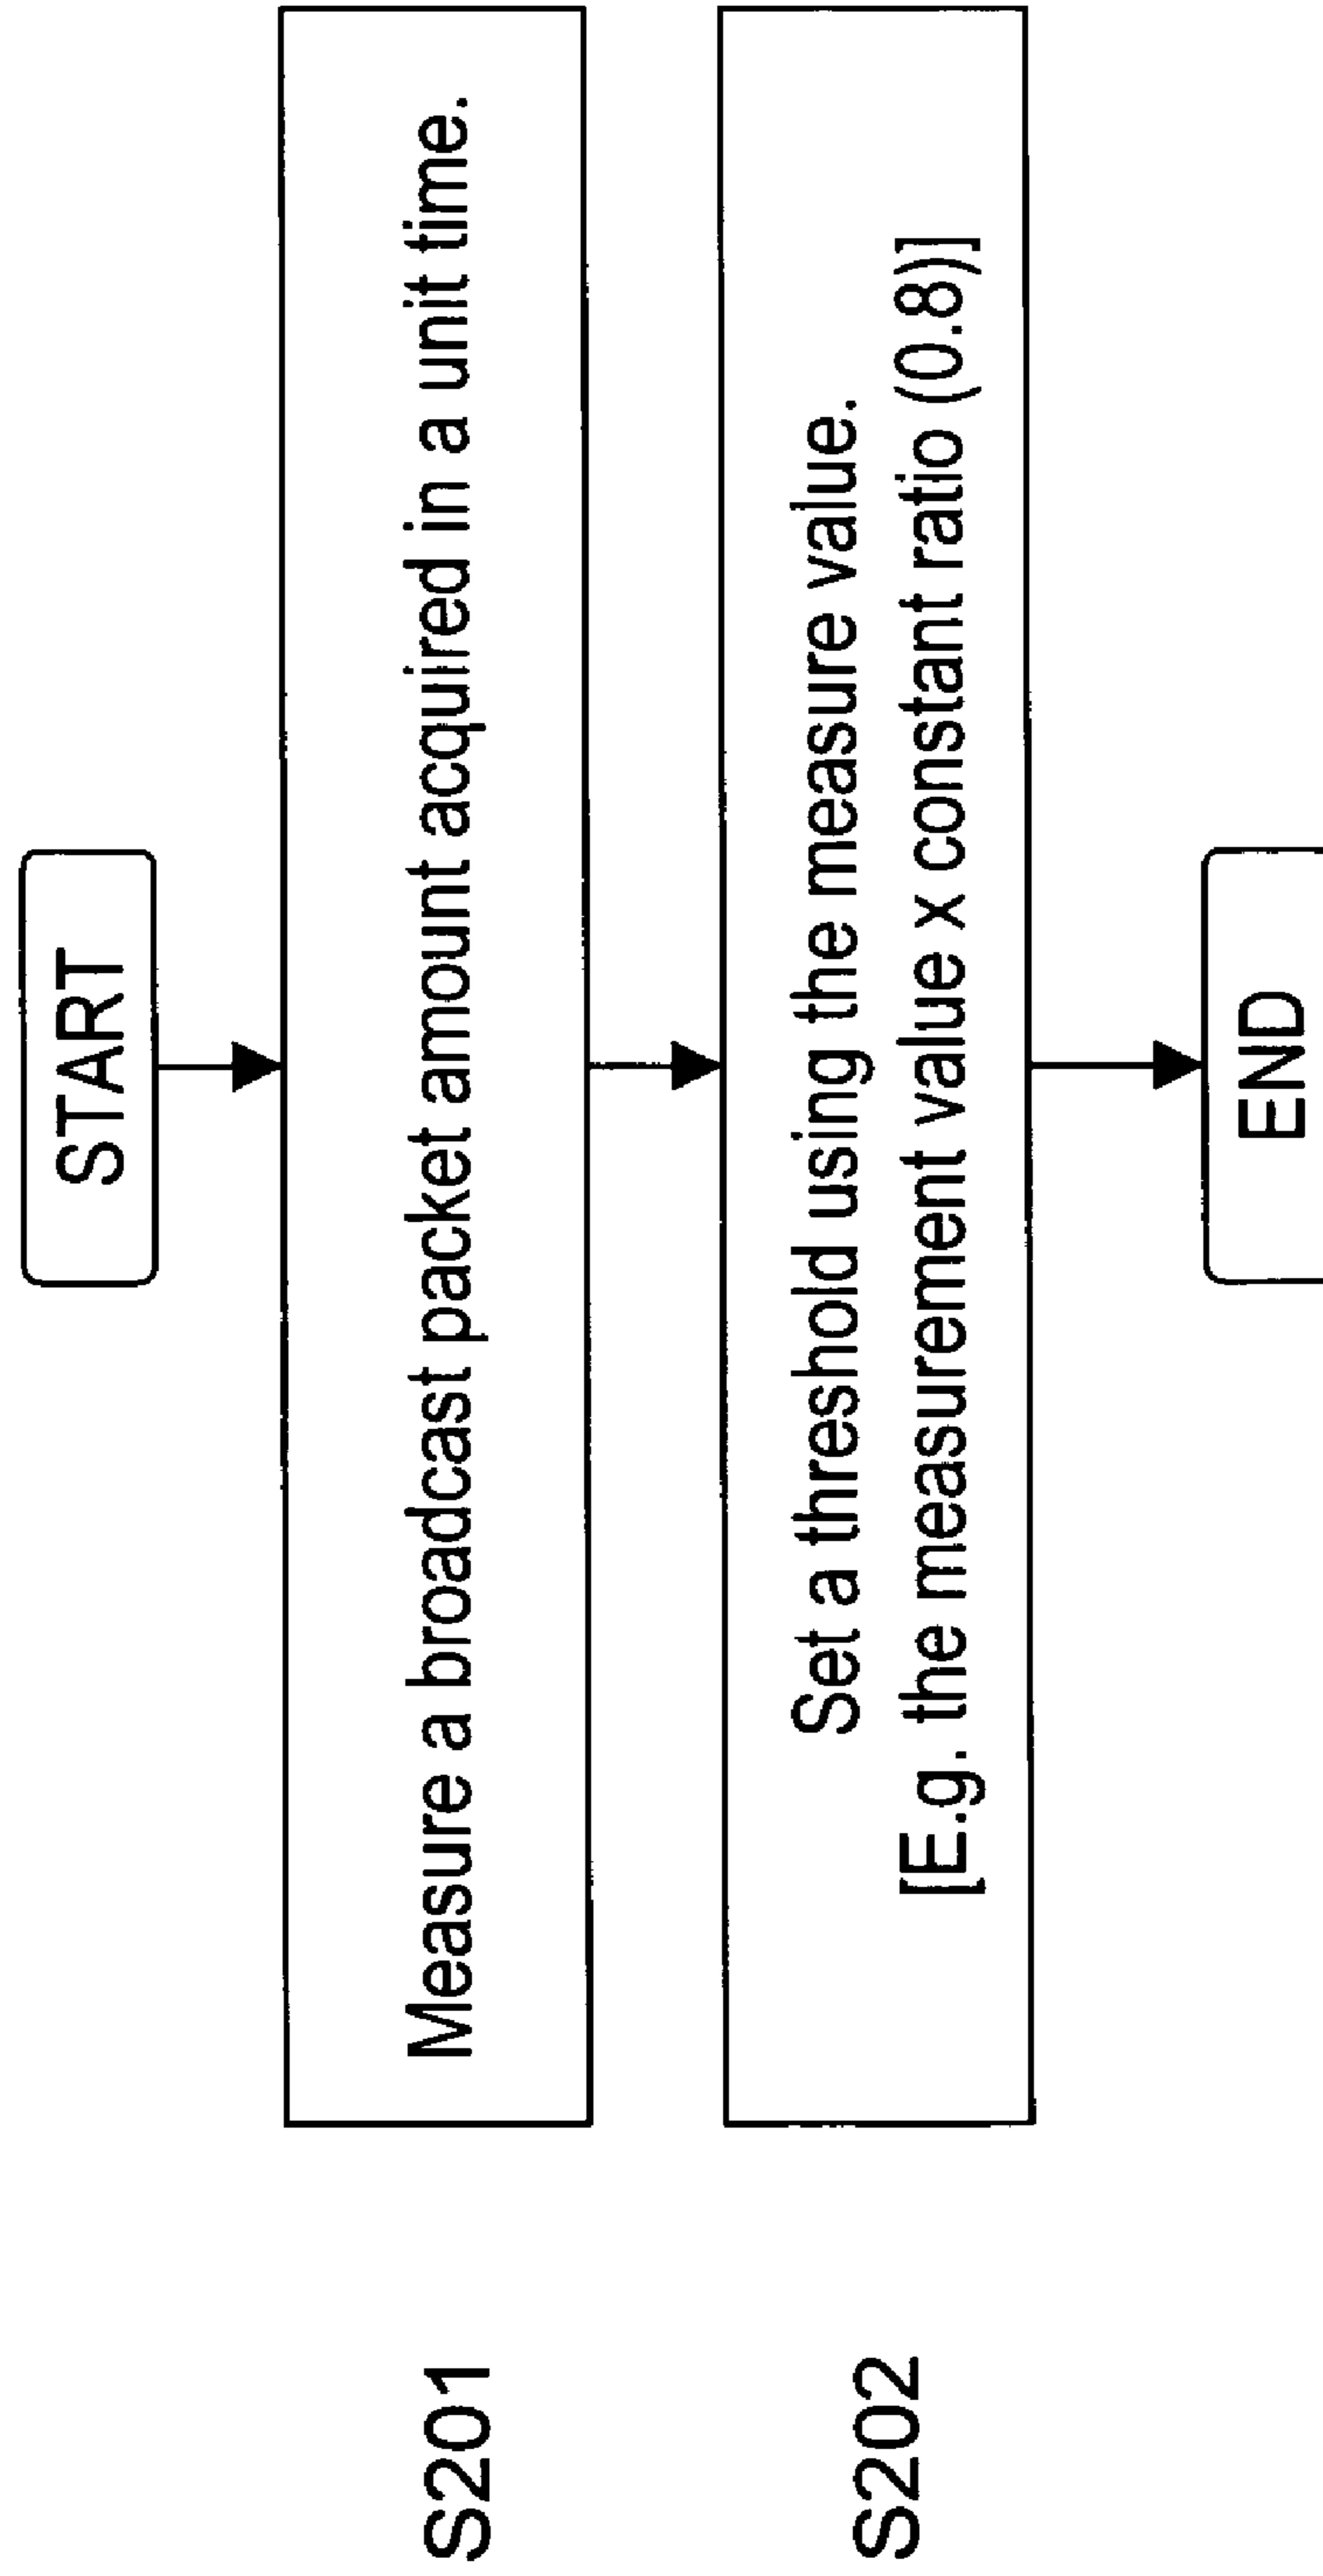 START
S201
Measure a broadcast packet amount acquired in a unit time.
S202
Set a threshold using the measure value.
[E.g. the measurement value x constant ratio (0.8)]
END